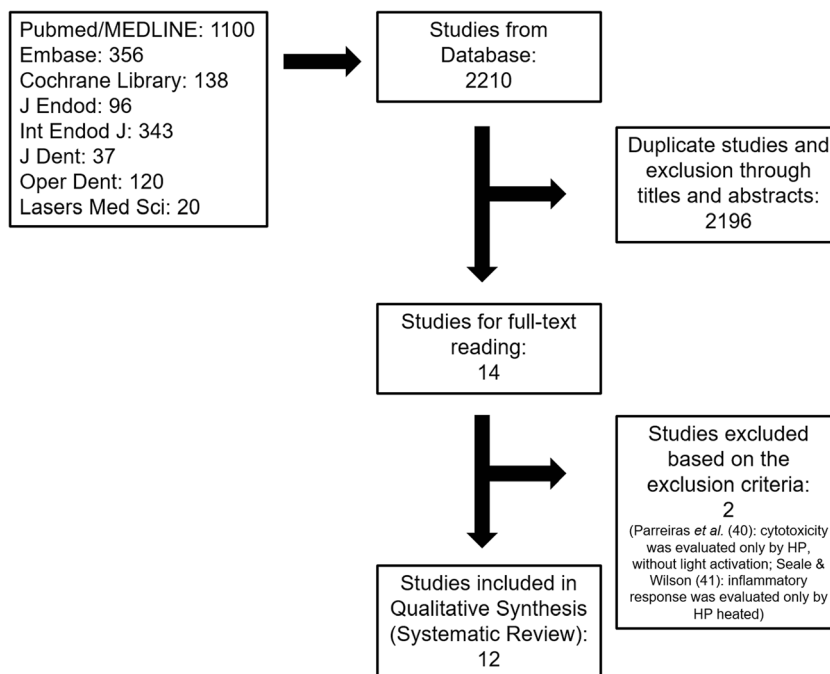 Pubmed/MEDLINE: 1100
Embase: 356
Cochrane Library: 138
J Endod: 96
Int Endod J: 343
J Dent: 37
Oper Dent: 120
Lasers Med Sci: 20
Studies from
Database:
2210
Duplicate studies and
exclusion through
titles and abstracts:
2196
Studies for full-text
reading:
14
Studies excluded
based on the
exclusion criteria:
2
(Parreiras et al. (40): cytotoxicity
was evaluated only by HP,
without light activation; Seale &
Wilson (41): inflammatory
response was evaluated only by
HP heated)
Studies included in
Qualitative Synthesis
(Systematic Review):
12